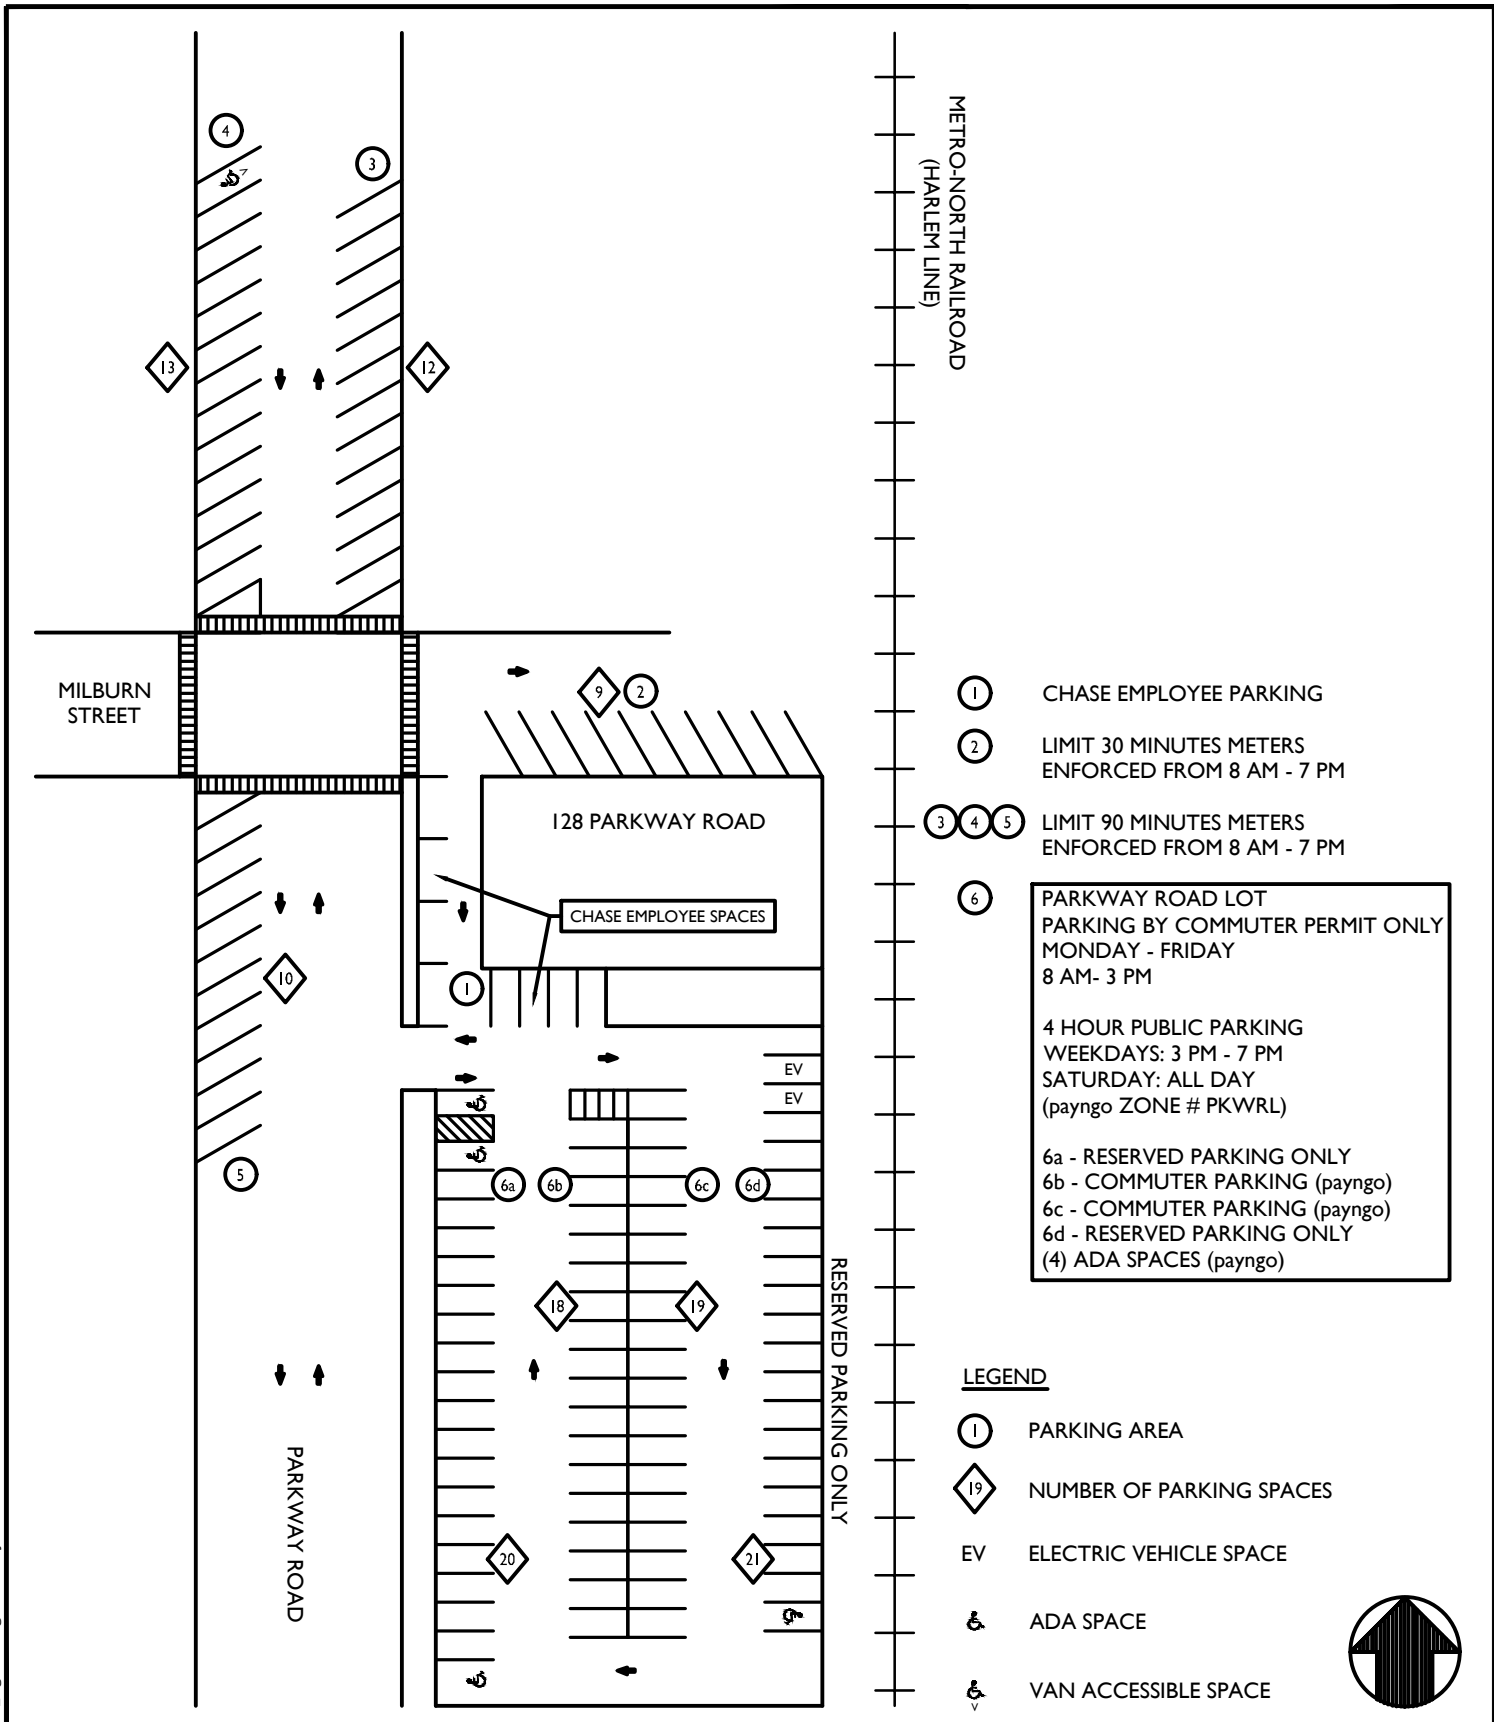 4
3
METRO-NORTH RAILROAD
(HARLEM LINE)
13
12
MILBURN
STREET
9
2
128 PARKWAY ROAD
CHASE EMPLOYEE SPACES
10
1
5
EV
EV
6a
6b
6c
6d
18
19
RESERVED PARKING ONLY
20
21
PARKWAY ROAD
1 CHASE EMPLOYEE PARKING
2 LIMIT 30 MINUTES METERS
ENFORCED FROM 8 AM - 7 PM
3 4 5 LIMIT 90 MINUTES METERS
ENFORCED FROM 8 AM - 7 PM
6 PARKWAY ROAD LOT
PARKING BY COMMUTER PERMIT ONLY
MONDAY - FRIDAY
8 AM- 3 PM
4 HOUR PUBLIC PARKING
WEEKDAYS: 3 PM - 7 PM
SATURDAY: ALL DAY
(payngo ZONE # PKWRL)
6a - RESERVED PARKING ONLY
6b - COMMUTER PARKING (payngo)
6c - COMMUTER PARKING (payngo)
6d - RESERVED PARKING ONLY
(4) ADA SPACES (payngo)
LEGEND
1 PARKING AREA
19 NUMBER OF PARKING SPACES
EV ELECTRIC VEHICLE SPACE
ADA SPACE
V VAN ACCESSIBLE SPACE